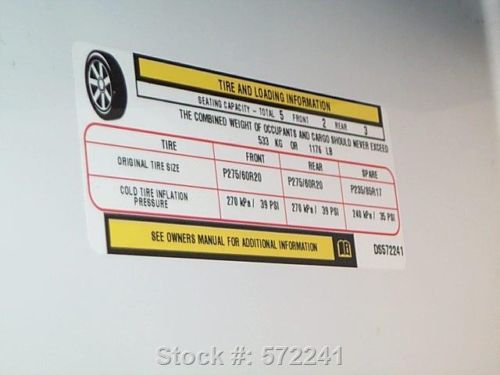 TIRE AND LOADING INFORMATION
SEATING CAPACITY - TOTAL 5 FRONT 2 REAR 3
THE COMBINED WEIGHT OF OCCUPANTS AND CARGO SHOULD NEVER EXCEED
533 KG OR 1176 LB
TIRE FRONT REAR SPARE
ORIGINAL TIRE SIZE P275/60R20 P275/60R20 P235/85R17
COLD TIRE INFLATION PRESSURE 270 kPa/ 39 PSI 270 kPa/ 39 PSI 240 kPa/ 35 PSI
SEE OWNERS MANUAL FOR ADDITIONAL INFORMATION
DS572241
Stock #: 572241